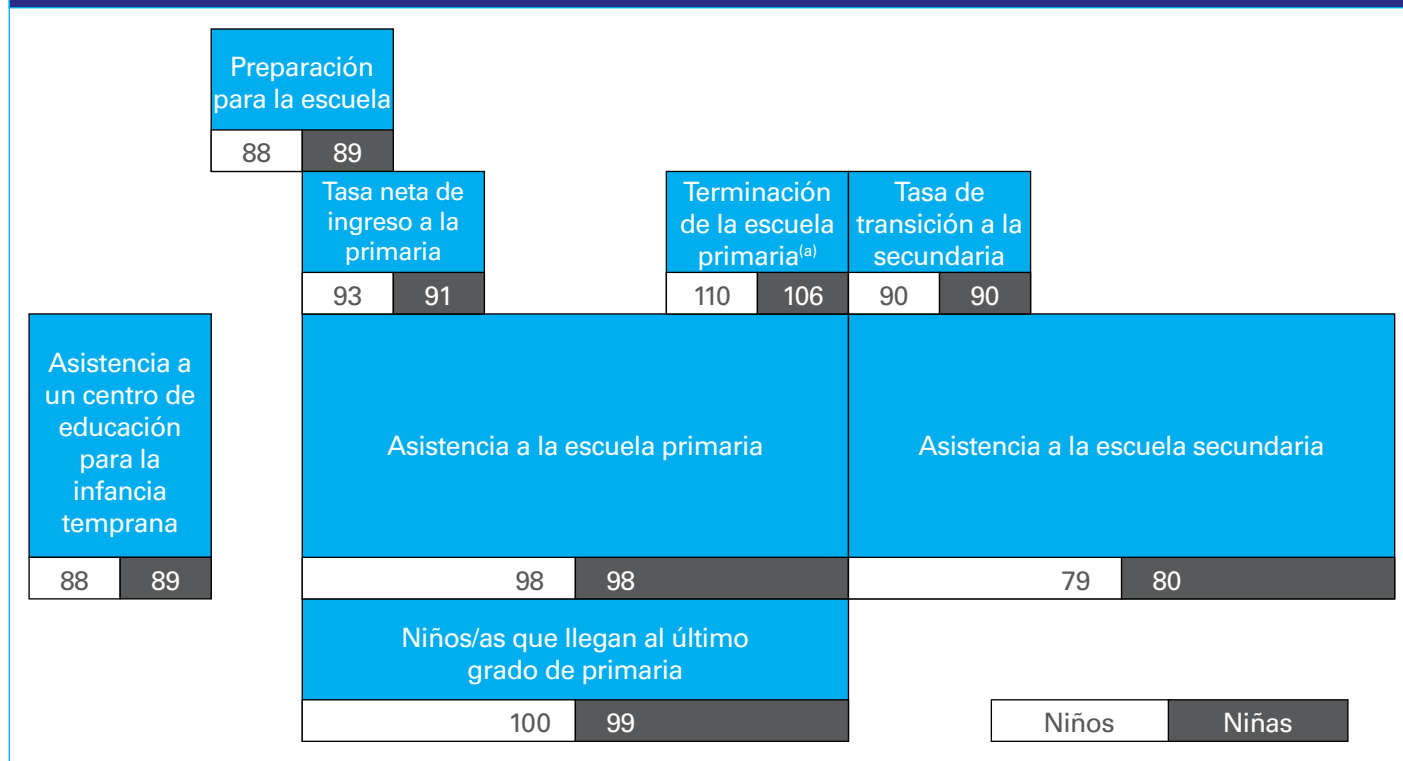 Preparación
para la escuela
88 89
Tasa neta de
ingreso a la
primaria
93 91
Terminación
de la escuela
primaria(a)
110 106
Tasa de
transición a la
secundaria
90 90
Asistencia a
un centro de
educación
para la
infancia
temprana
88 89
Asistencia a la escuela primaria
98 98
Asistencia a la escuela secundaria
79 80
Niños/as que llegan al último
grado de primaria
100 99
Niños Niñas